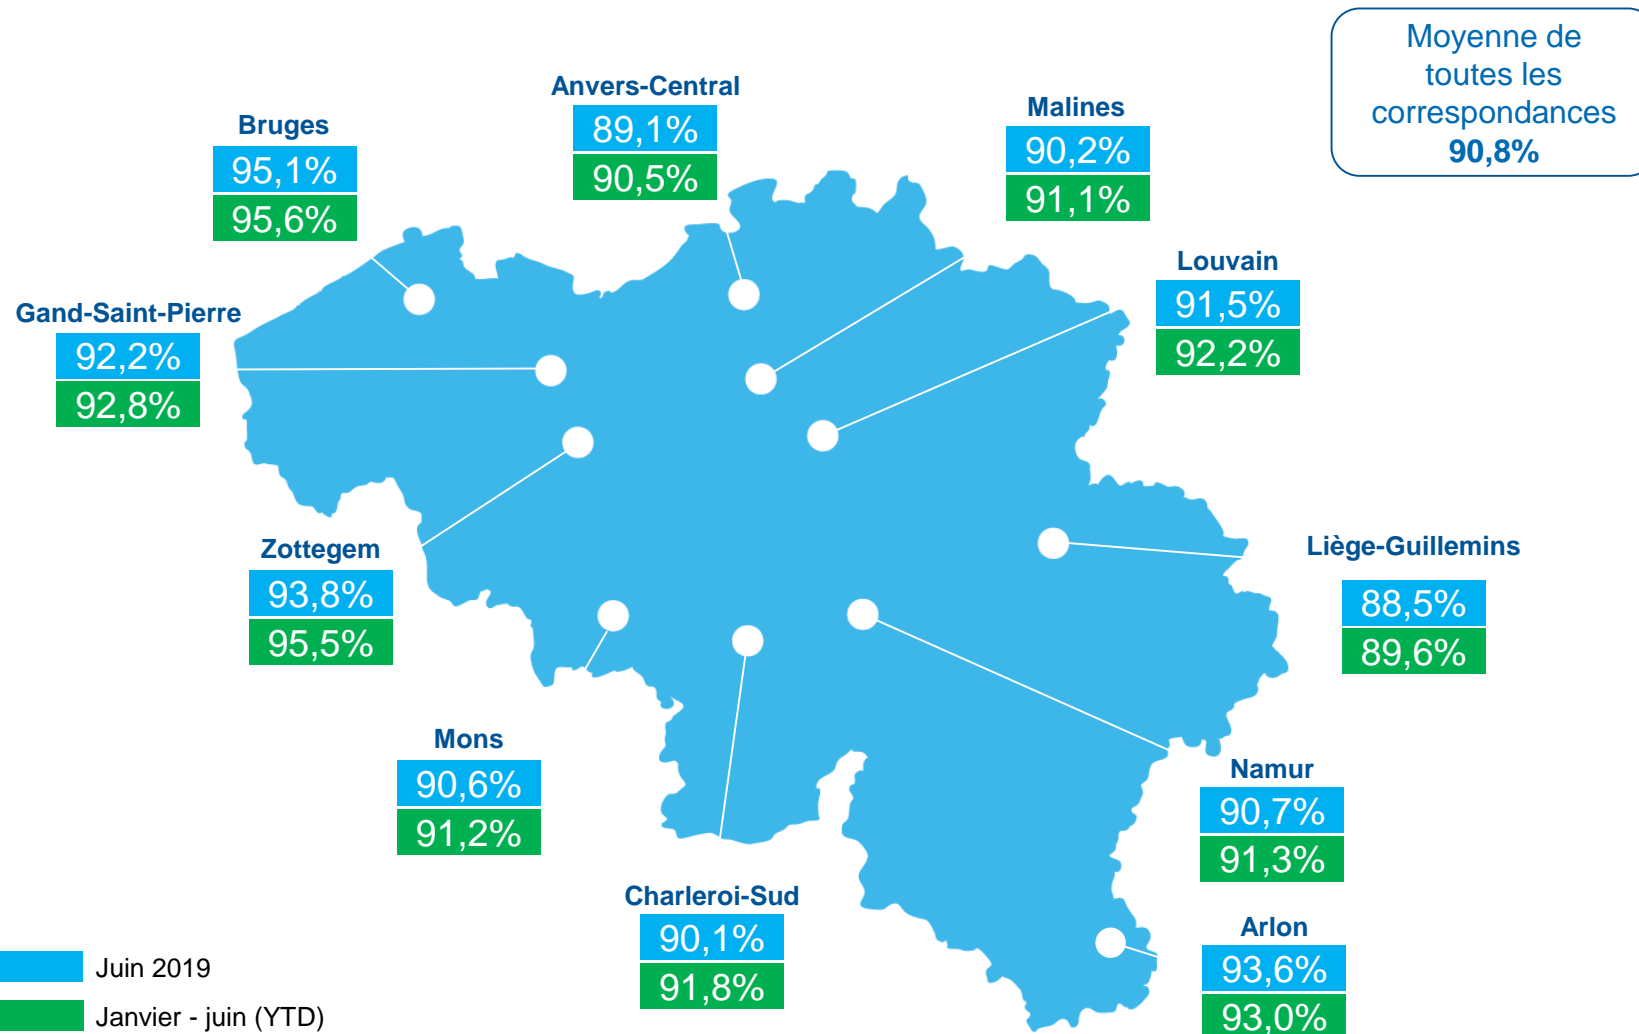 Moyenne de
toutes les
correspondances
90,8%
Anvers-Central
89,1%
90,5%
Malines
90,2%
91,1%
Bruges
95,1%
95,6%
Louvain
91,5%
92,2%
Gand-Saint-Pierre
92,2%
92,8%
Zottegem
93,8%
95,5%
Liège-Guillemins
88,5%
89,6%
Mons
90,6%
91,2%
Namur
90,7%
91,3%
Charleroi-Sud
90,1%
91,8%
Arlon
93,6%
93,0%
Juin 2019
Janvier - juin (YTD)